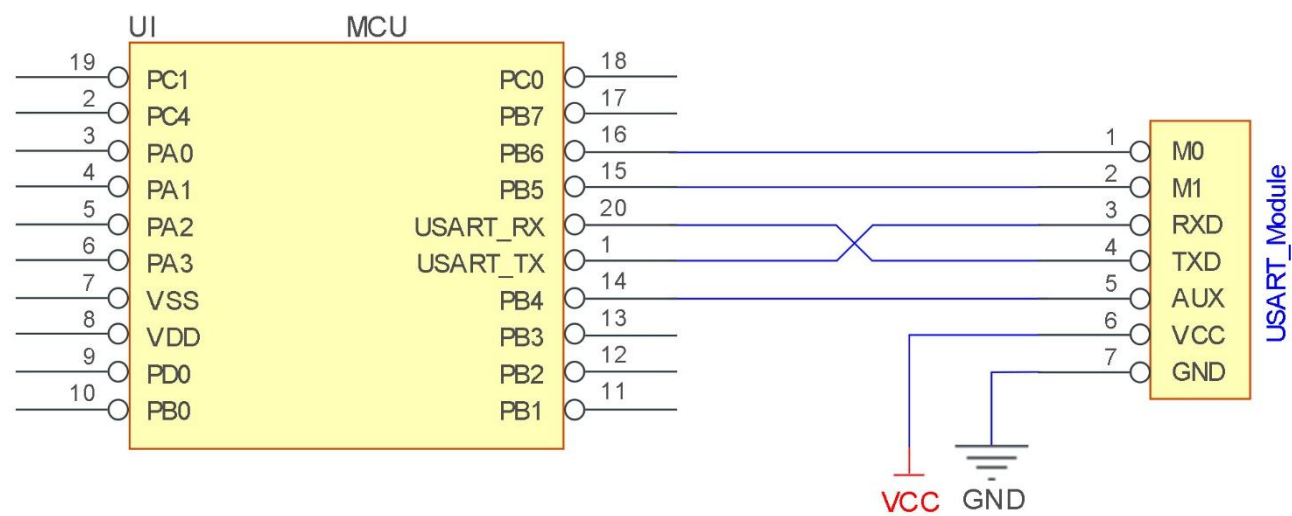 UI MCU
19 PC1 PC0 18
2 PC4 PB7 17
3 PA0 PB6 16 1 M0
4 PA1 PB5 15 2 M1
5 PA2 USART_RX 20 3 RXD
6 PA3 USART_TX 1 4 TXD
7 VSS PB4 14 5 AUX
8 VDD PB3 13 6 VCC
9 PD0 PB2 12 7 GND
10 PB0 PB1 11
USART_Module
VCC GND